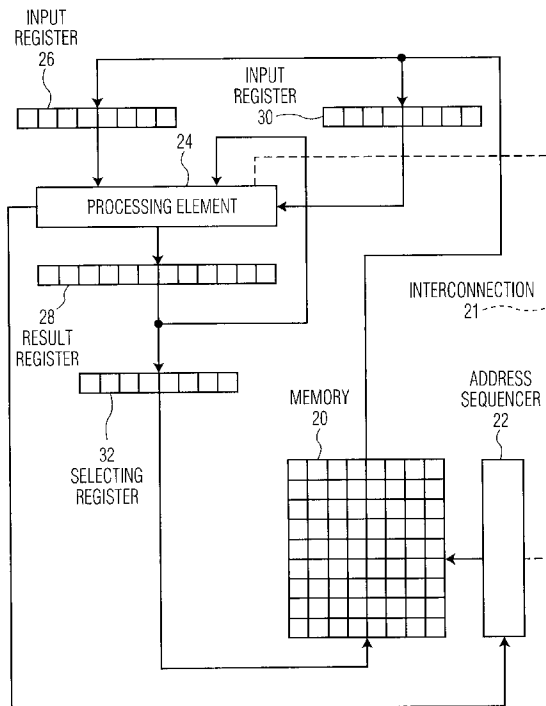 INPUT
REGISTER
26
INPUT
REGISTER
30
24
PROCESSING ELEMENT
28
RESULT
REGISTER
INTERCONNECTION
21
32
SELECTING
REGISTER
MEMORY
20
ADDRESS
SEQUENCER
22